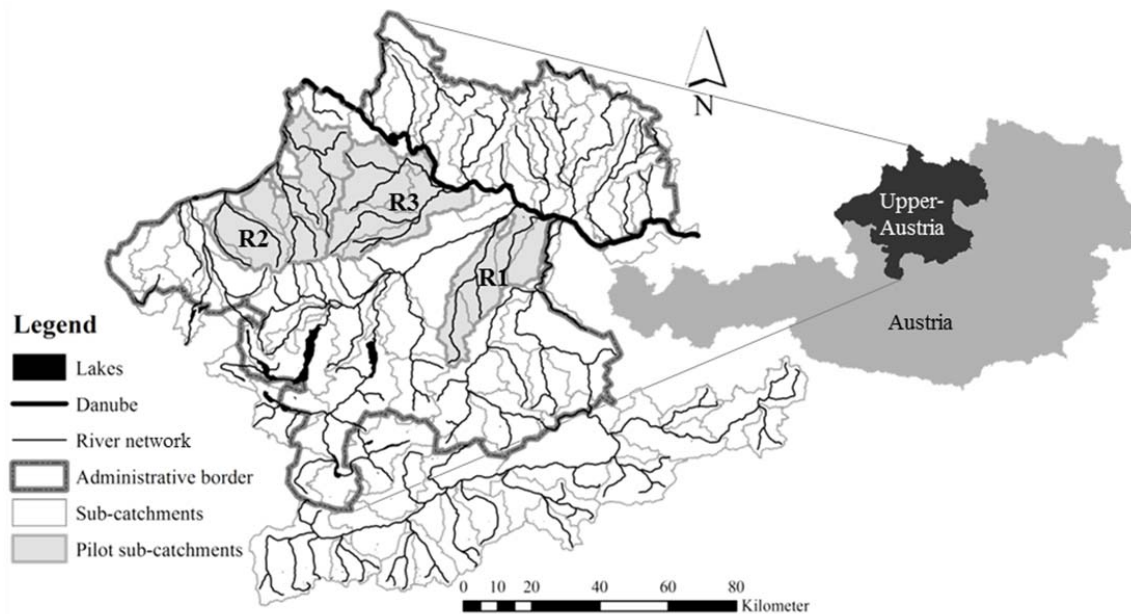 N
Upper-
Austria
Austria
R3
R2
R1
Legend
Lakes
Danube
River network
Administrative border
Sub-catchments
Pilot sub-catchments
0 10 20 40 60 80
Kilometer